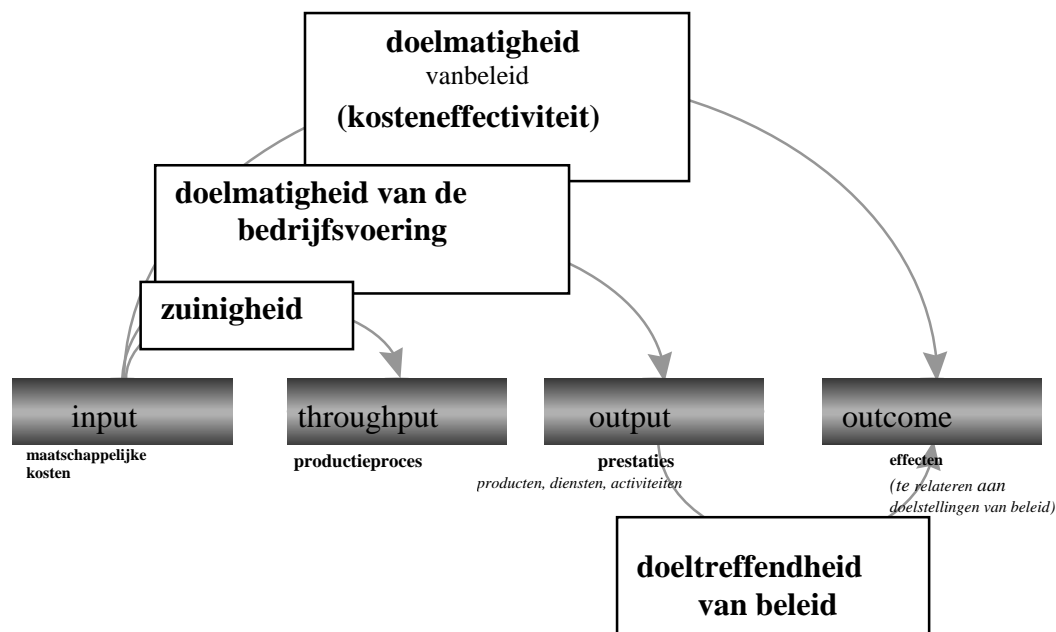 doelmatigheid
vanbeleid
(kosteneffectiviteit)
doelmatigheid van de
bedrijfsvoering
zuinigheid
input
throughput
output
outcome
maatschappelijke
kosten
productieproces
prestaties
producten, diensten, activiteiten
effecten
(te relateren aan
doelstellingen van beleid)
doeltreffendheid
van beleid